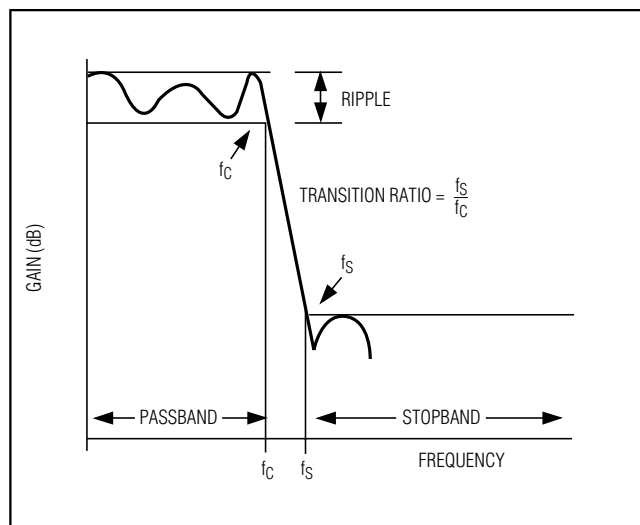 RIPPLE
fC
TRANSITION RATIO = fS
fC
fS
GAIN (dB)
PASSBAND
STOPBAND
fC
fS
FREQUENCY